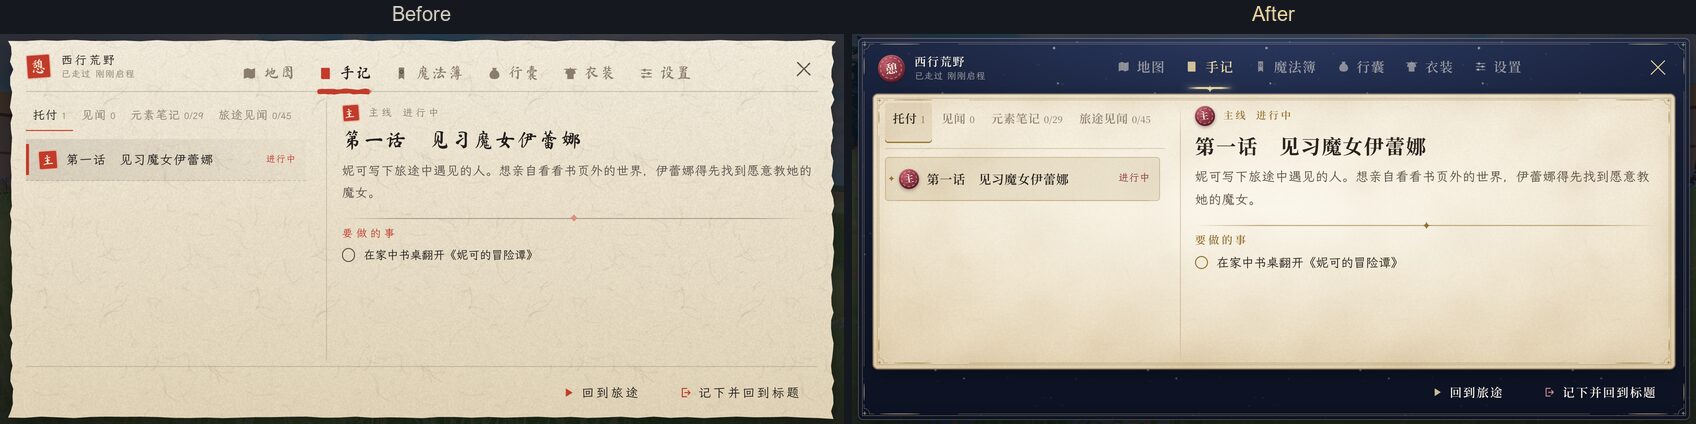 Before
憩
西行荒野
已走过 刚刚启程
地图
手记
魔法簿
行囊
衣装
设置
托付 1
见闻 0
元素笔记 0/29
旅途见闻 0/45
主 第一话 见习魔女伊蕾娜 进行中
主 主线 进行中
第一话 见习魔女伊蕾娜
妮可写下旅途中遇见的人。想亲自看看书页外的世界，伊蕾娜得先找到愿意教她的
魔女。
要做的事
在家中书桌翻开《妮可的冒险谭》
回到旅途
记下并回到标题
After
憩
西行荒野
已走过 刚刚启程
地图
手记
魔法簿
行囊
衣装
设置
托付 1
见闻 0
元素笔记 0/29
旅途见闻 0/45
主 第一话 见习魔女伊蕾娜 进行中
主 主线 进行中
第一话 见习魔女伊蕾娜
妮可写下旅途中遇见的人。想亲自看看书页外的世界，伊蕾娜得先找到愿意教
她的魔女。
要做的事
在家中书桌翻开《妮可的冒险谭》
回到旅途
记下并回到标题